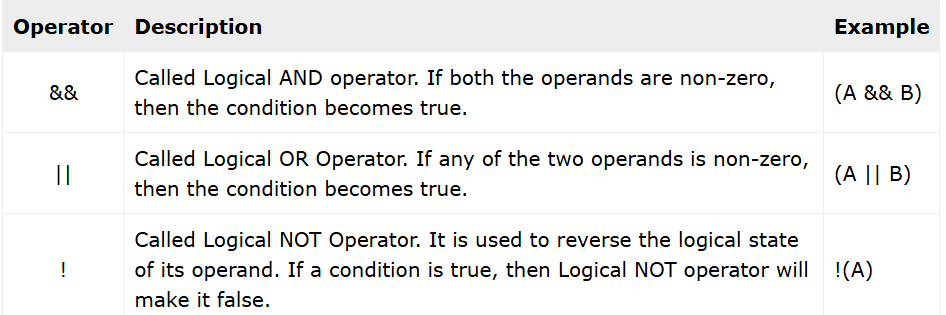 Operator Description Example
&& Called Logical AND operator. If both the operands are non-zero, then the condition becomes true. (A && B)
|| Called Logical OR Operator. If any of the two operands is non-zero, then the condition becomes true. (A || B)
! Called Logical NOT Operator. It is used to reverse the logical state of its operand. If a condition is true, then Logical NOT operator will make it false. !(A)